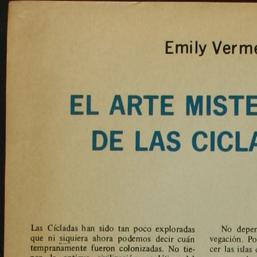 Emily Verme
EL ARTE MISTE
DE LAS CICLA
Las Cícladas han sido tan poco exploradas
que ni siquiera ahora podemos decir cuán
tempranamente fueron colonizadas. No tie-
No depen
vegación. Po
cer las islas